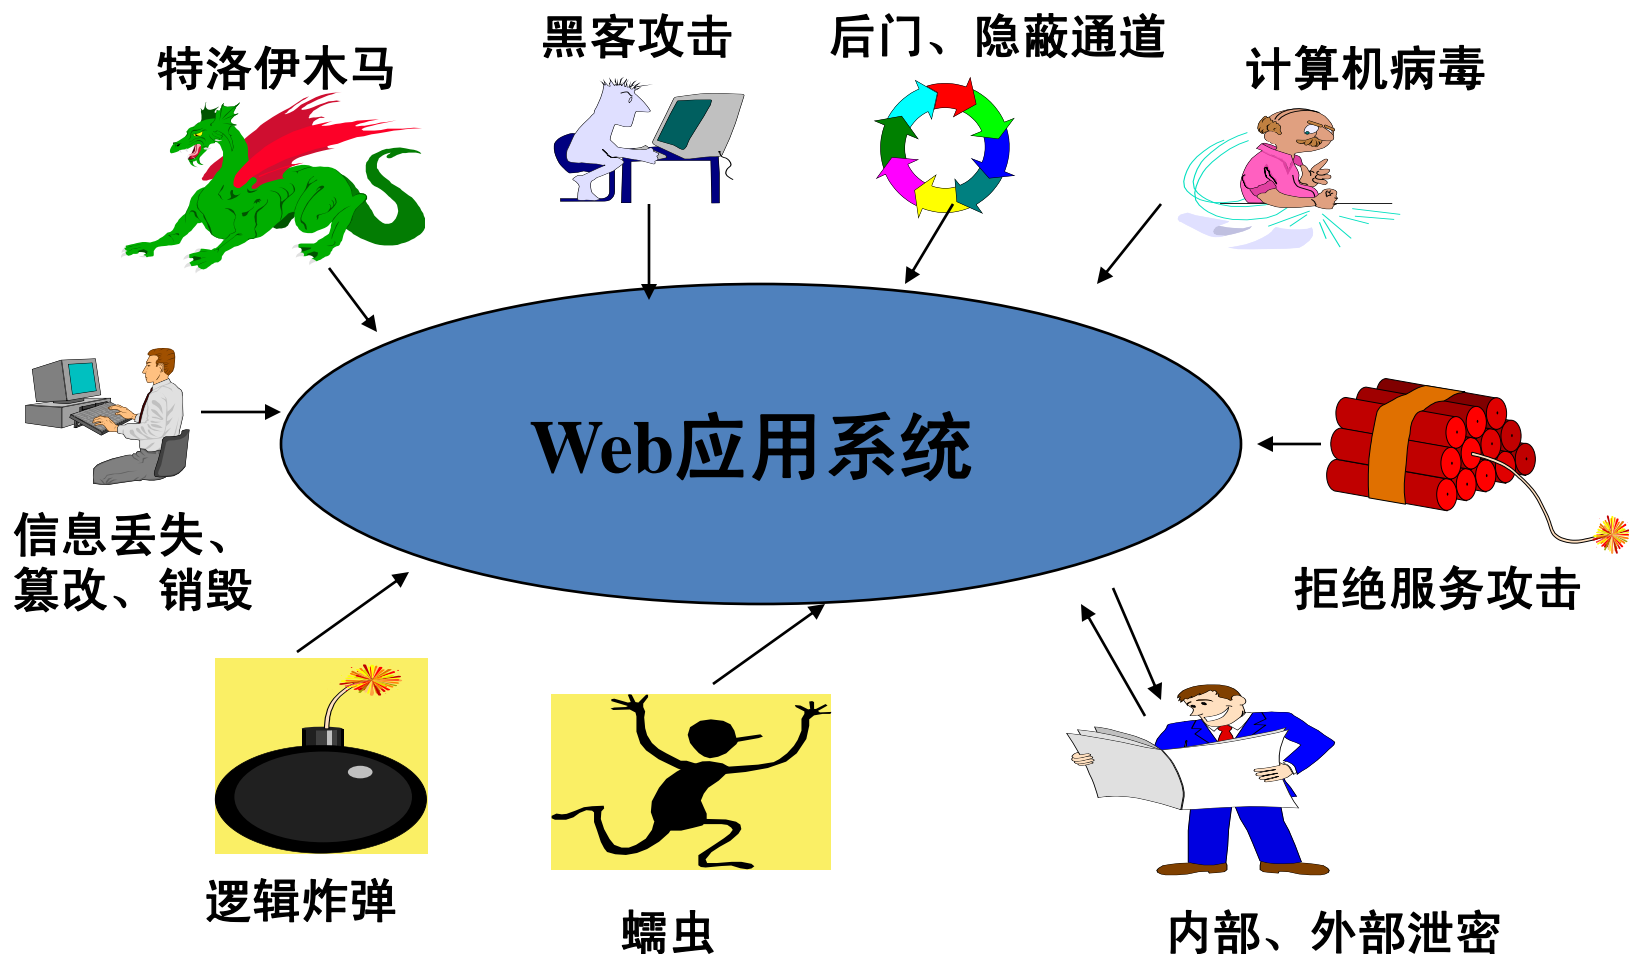 黑客攻击
后门、隐蔽通道
特洛伊木马
计算机病毒
Web应用系统
信息丢失、
篡改、销毁
拒绝服务攻击
逻辑炸弹
蠕虫
内部、外部泄密